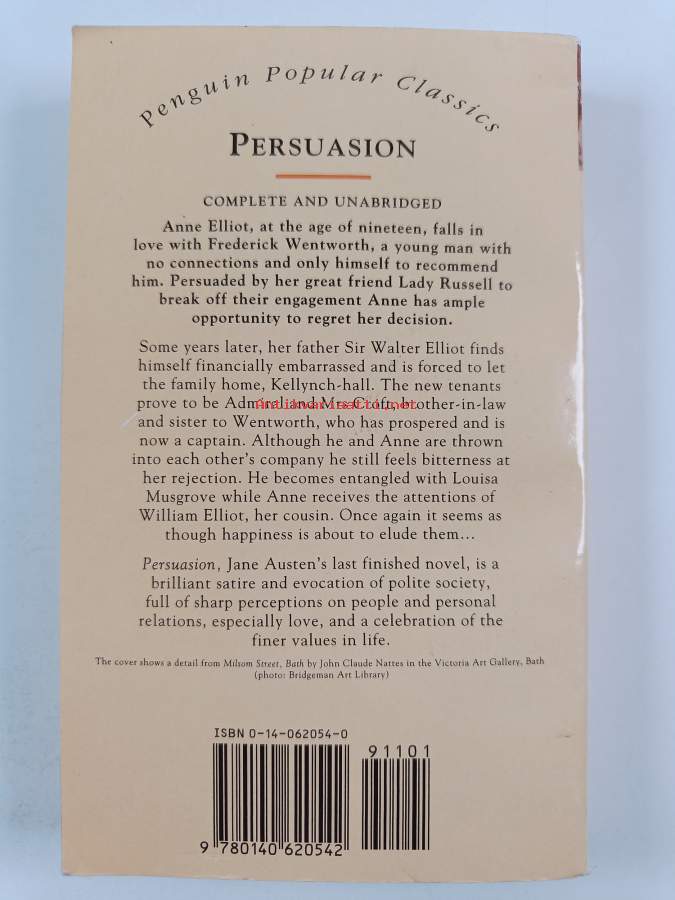 Penguin Popular Classics
PERSUASION
COMPLETE AND UNABRIDGED
Anne Elliot, at the age of nineteen, falls in
love with Frederick Wentworth, a young man with
no connections and only himself to recommend
him. Persuaded by her great friend Lady Russell to
break off their engagement Anne has ample
opportunity to regret her decision.
Some years later, her father Sir Walter Elliot finds
himself financially embarrassed and is forced to let
the family home, Kellynch-hall. The new tenants
prove to be Admiral and Mrs Croft, brother-in-law
Antikvariaatti.net
and sister to Wentworth, who has prospered and is
now a captain. Although he and Anne are thrown
into each other's company he still feels bitterness at
her rejection. He becomes entangled with Louisa
Musgrove while Anne receives the attentions of
William Elliot, her cousin. Once again it seems as
though happiness is about to elude them...
Persuasion, Jane Austen's last finished novel, is a
brilliant satire and evocation of polite society,
full of sharp perceptions on people and personal
relations, especially love, and a celebration of the
finer values in life.
The cover shows a detail from Milsom Street, Bath by John Claude Nattes in the Victoria Art Gallery, Bath
(photo: Bridgeman Art Library)
ISBN 0-14-062054-0
91101
9 780140 620542